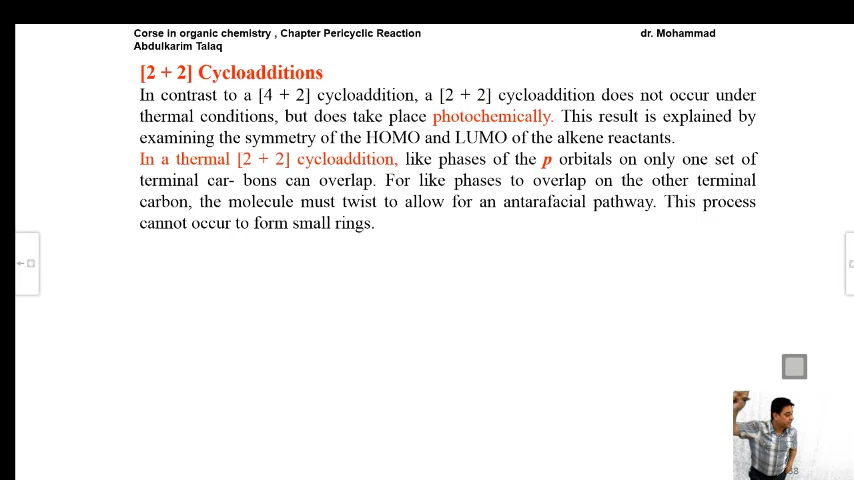 Corse in organic chemistry , Chapter Pericyclic Reaction dr. Mohammad
Abdulkarim Talaq
[2 + 2] Cycloadditions
In contrast to a [4 + 2] cycloaddition, a [2 + 2] cycloaddition does not occur under
thermal conditions, but does take place photochemically. This result is explained by
examining the symmetry of the HOMO and LUMO of the alkene reactants.
In a thermal [2 + 2] cycloaddition, like phases of the p orbitals on only one set of
terminal car- bons can overlap. For like phases to overlap on the other terminal
carbon, the molecule must twist to allow for an antarafacial pathway. This process
cannot occur to form small rings.